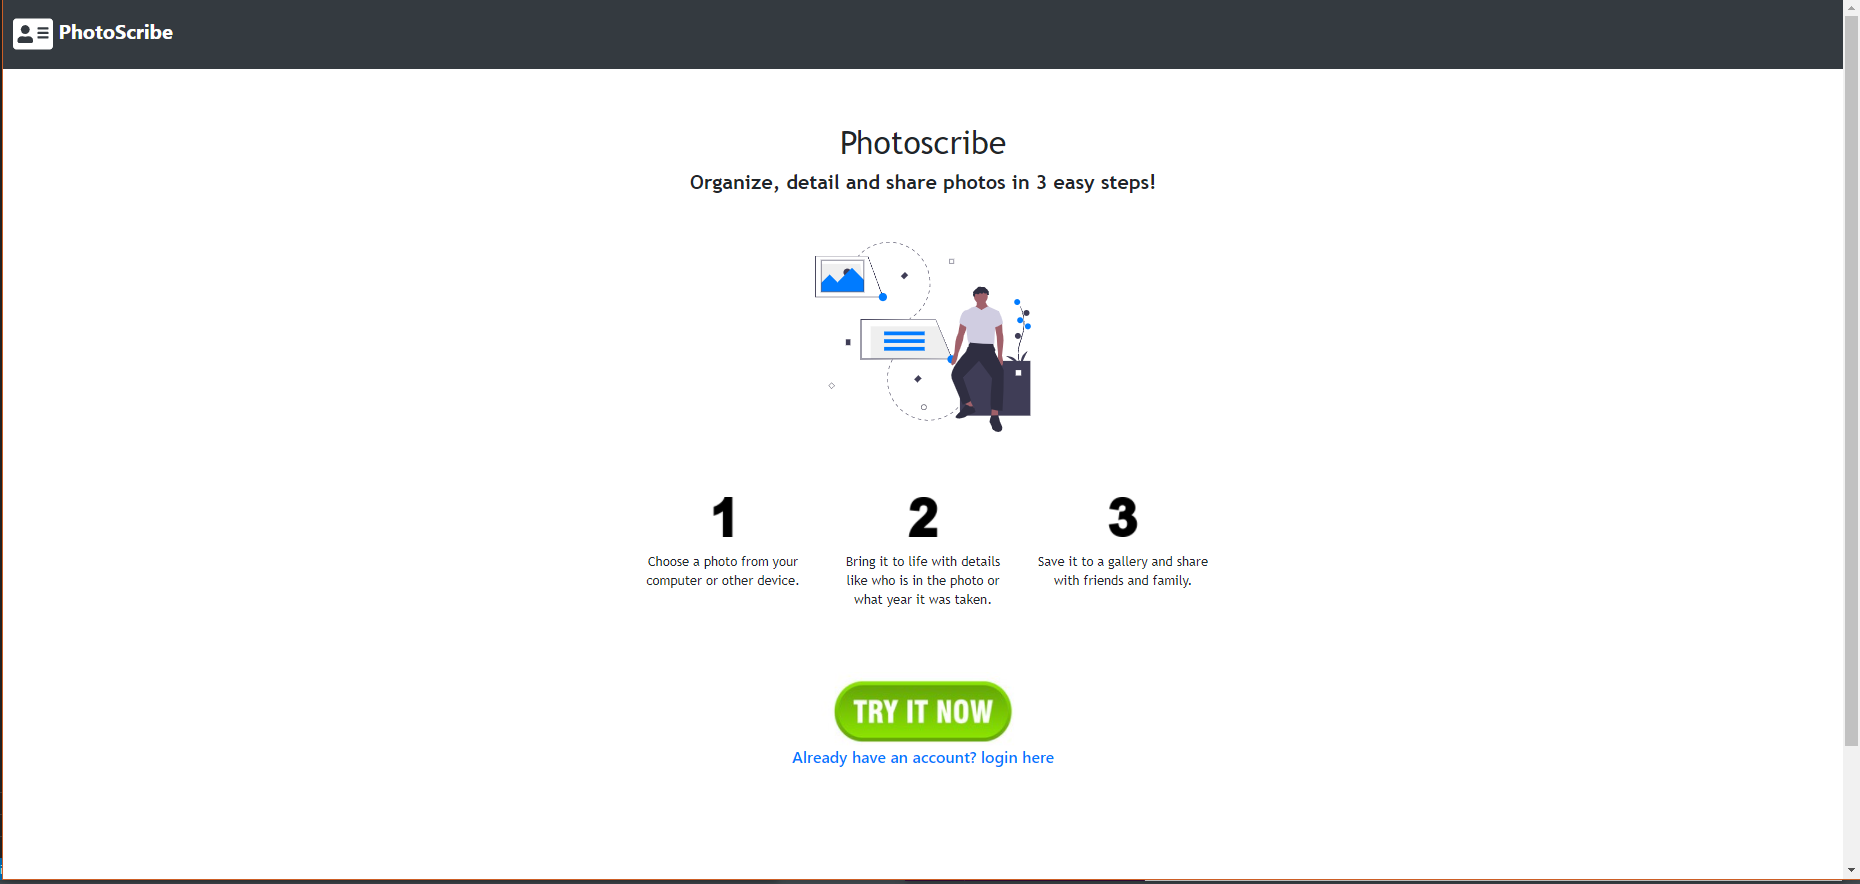 PhotoScribe
Photoscribe
Organize, detail and share photos in 3 easy steps!
1
Choose a photo from your
computer or other device.
2
Bring it to life with details
like who is in the photo or
what year it was taken.
3
Save it to a gallery and share
with friends and family.
TRY IT NOW
Already have an account? login here